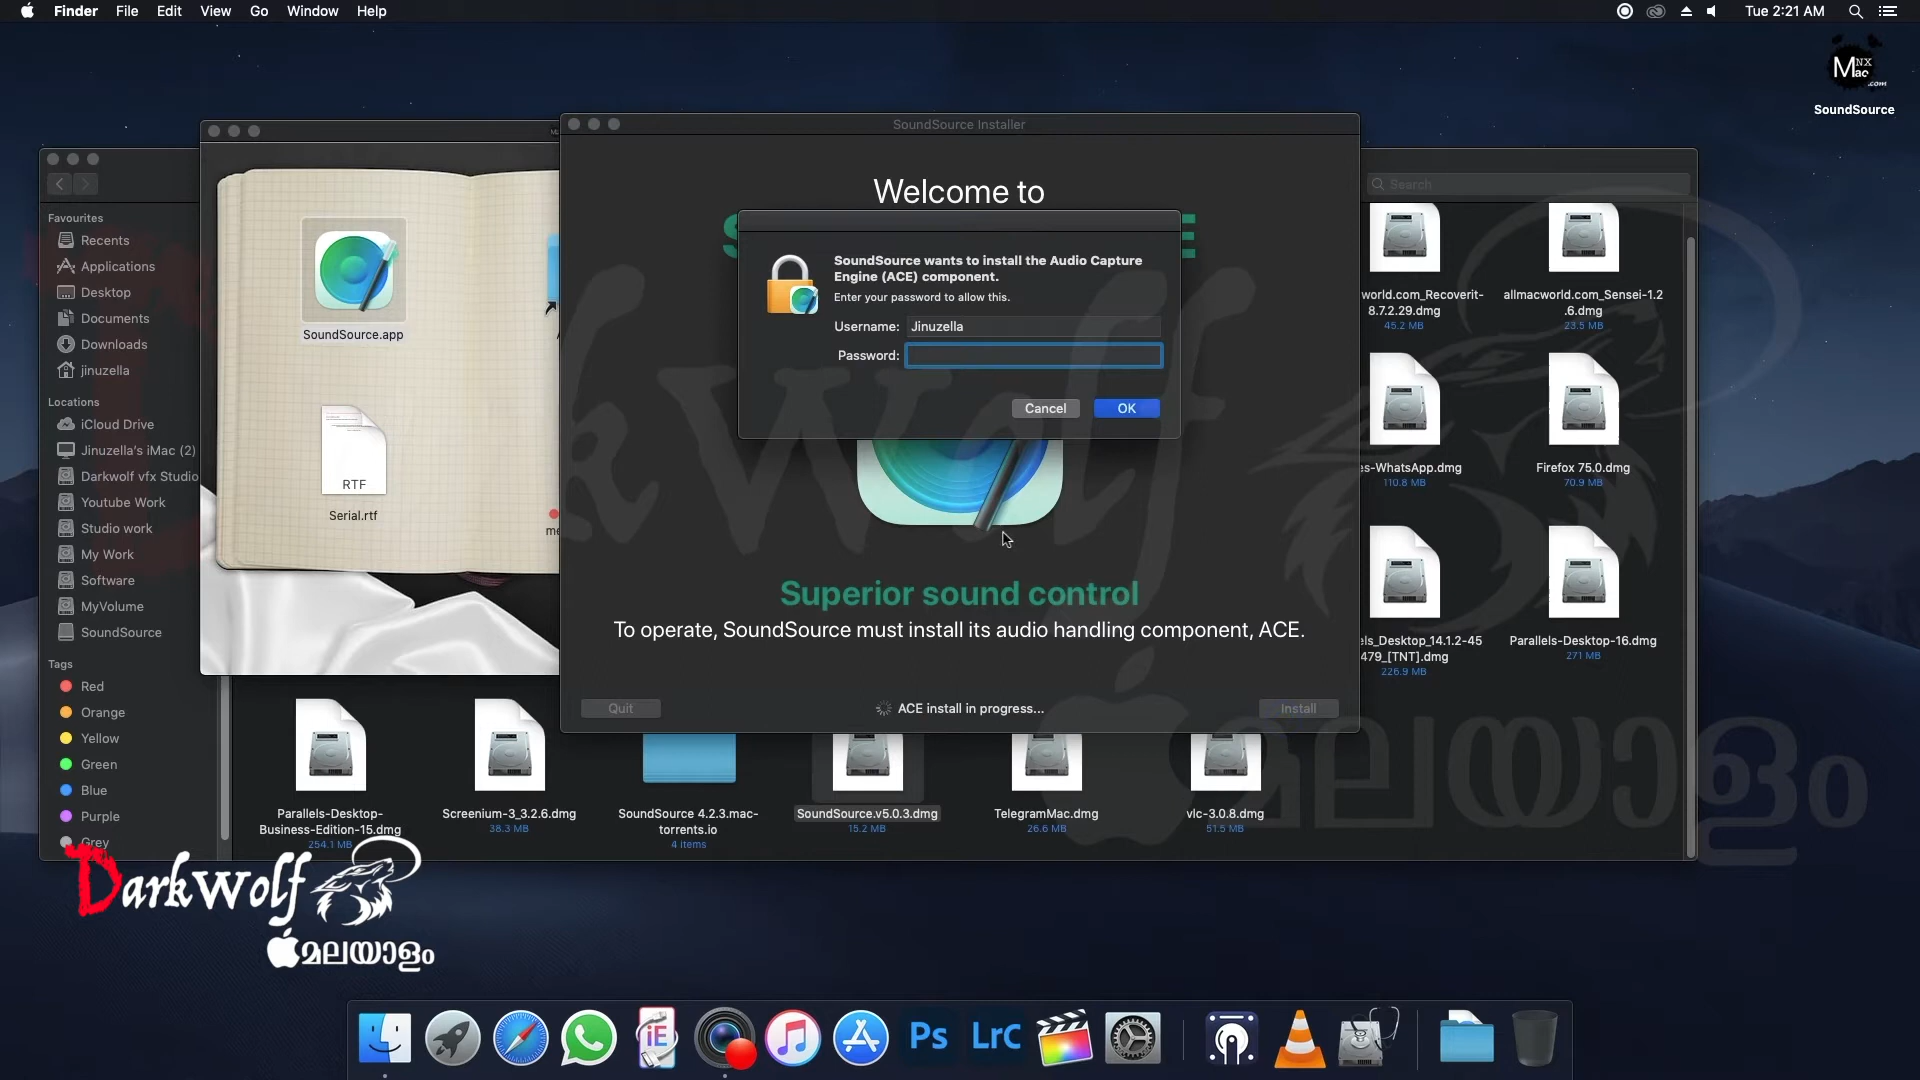 Finder File Edit View Go Window Help
Tue 2:21 AM
MNX
Mac
.com
SoundSource
SoundSource Installer
Welcome to
SoundSource wants to install the Audio Capture
Engine (ACE) component.
Enter your password to allow this.
Username: Jinuzella
Password:
Cancel OK
Superior sound control
To operate, SoundSource must install its audio handling component, ACE.
Quit
ACE install in progress...
Install
SoundSource.app
RTF
Serial.rtf
Favourites
Recents
Applications
Desktop
Documents
Downloads
jinuzella
Locations
iCloud Drive
Jinuzella's iMac (2)
Darkwolf vfx Studio
Youtube Work
Studio work
My Work
Software
MyVolume
SoundSource
Tags
Red
Orange
Yellow
Green
Blue
Purple
Grey
Search
world.com_Recoverit-
8.7.2.29.dmg
45.2 MB
allmacworld.com_Sensei-1.2
.6.dmg
23.5 MB
es-WhatsApp.dmg
110.8 MB
Firefox 75.0.dmg
70.9 MB
els_Desktop_14.1.2-45
479_[TNT].dmg
226.9 MB
Parallels-Desktop-16.dmg
271 MB
Parallels-Desktop-
Business-Edition-15.dmg
254.1 MB
Screenium-3_3.2.6.dmg
38.3 MB
SoundSource 4.2.3.mac-
torrents.io
4 items
SoundSource.v5.0.3.dmg
15.2 MB
TelegramMac.dmg
26.6 MB
vlc-3.0.8.dmg
51.5 MB
DarkWolf
മലയാളം
kWolf
മലയാളം
iE
Ps
LrC